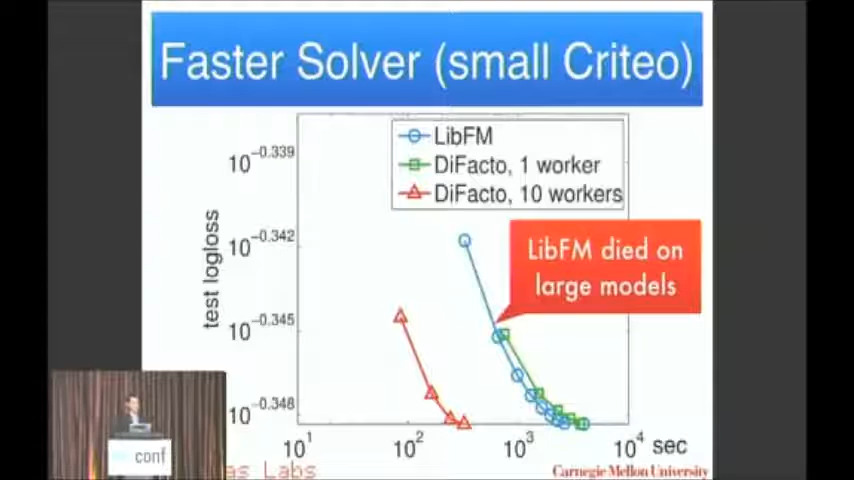 Faster Solver (small Criteo)
LibFM
DiFacto, 1 worker
DiFacto, 10 workers
LibFM died on
large models
test logloss
10^−0.339
10^−0.342
10^−0.345
10^−0.348
10^1
10^2
10^3
10^4 sec
conf
as Labs
Carnegie Mellon University